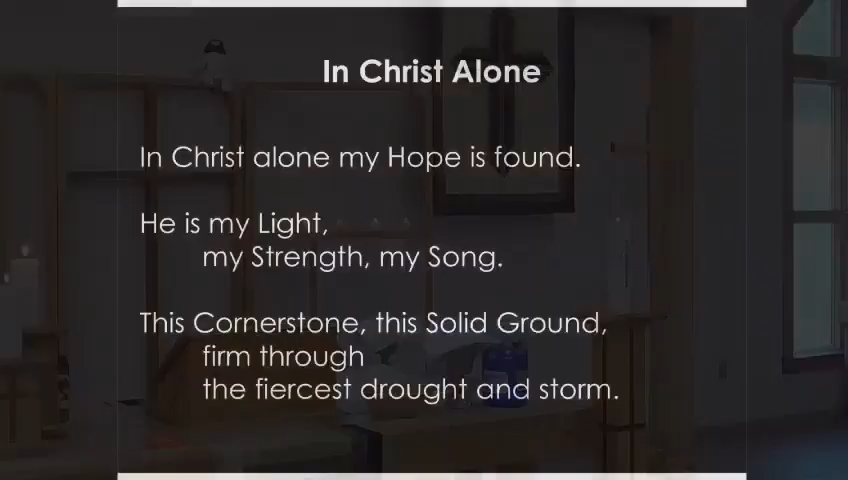 In Christ Alone
In Christ alone my Hope is found.
He is my Light,
my Strength, my Song.
This Cornerstone, this Solid Ground,
firm through
the fiercest drought and storm.